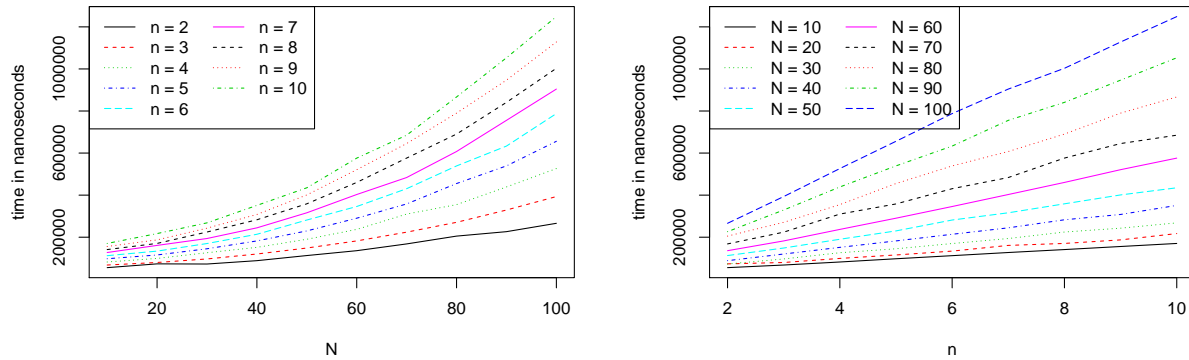 time in nanoseconds
200000 600000 1000000
n = 2 n = 7
n = 3 n = 8
n = 4 n = 9
n = 5 n = 10
n = 6
20 40 60 80 100
N
time in nanoseconds
200000 600000 1000000
N = 10 N = 60
N = 20 N = 70
N = 30 N = 80
N = 40 N = 90
N = 50 N = 100
2 4 6 8 10
n